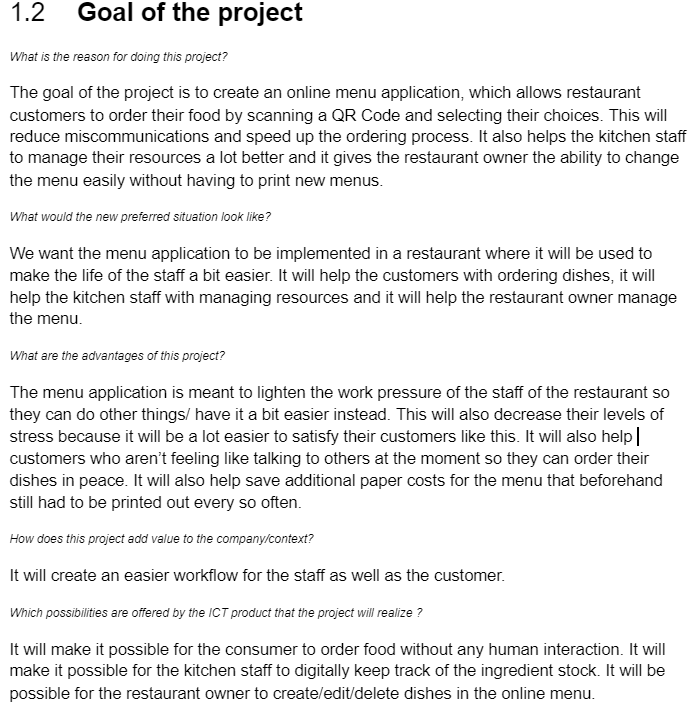 1.2 Goal of the project
What is the reason for doing this project?
The goal of the project is to create an online menu application, which allows restaurant
customers to order their food by scanning a QR Code and selecting their choices. This will
reduce miscommunications and speed up the ordering process. It also helps the kitchen staff
to manage their resources a lot better and it gives the restaurant owner the ability to change
the menu easily without having to print new menus.
What would the new preferred situation look like?
We want the menu application to be implemented in a restaurant where it will be used to
make the life of the staff a bit easier. It will help the customers with ordering dishes, it will
help the kitchen staff with managing resources and it will help the restaurant owner manage
the menu.
What are the advantages of this project?
The menu application is meant to lighten the work pressure of the staff of the restaurant so
they can do other things/ have it a bit easier instead. This will also decrease their levels of
stress because it will be a lot easier to satisfy their customers like this. It will also help
customers who aren't feeling like talking to others at the moment so they can order their
dishes in peace. It will also help save additional paper costs for the menu that beforehand
still had to be printed out every so often.
How does this project add value to the company/context?
It will create an easier workflow for the staff as well as the customer.
Which possibilities are offered by the ICT product that the project will realize ?
It will make it possible for the consumer to order food without any human interaction. It will
make it possible for the kitchen staff to digitally keep track of the ingredient stock. It will be
possible for the restaurant owner to create/edit/delete dishes in the online menu.